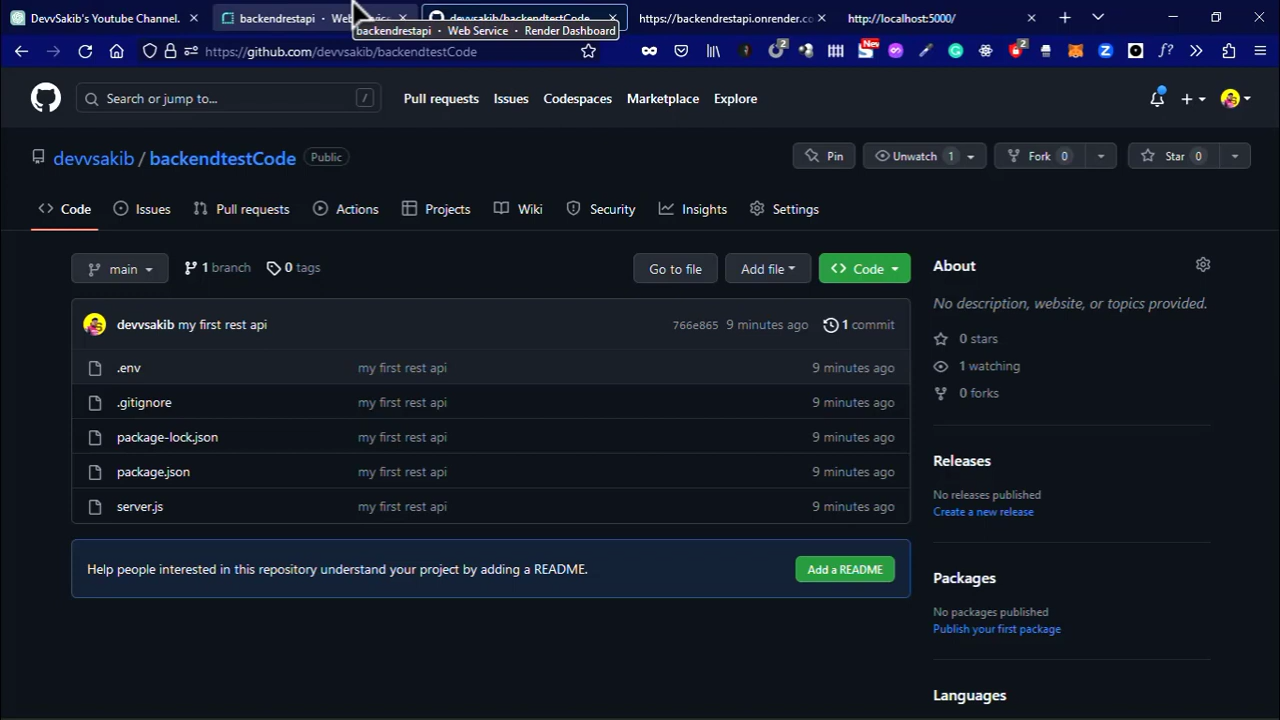 DevvSakib's Youtube Channel.
backendrestapi · Web Service
devvsakib/backendtestCode
https://backendrestapi.onrender.co
http://localhost:5000/
backendrestapi · Web Service · Render Dashboard
https://github.com/devvsakib/backendtestCode
2
New
2
Z
f?
Search or jump to...
/
Pull requests
Issues
Codespaces
Marketplace
Explore
devvsakib / backendtestCode
Public
Pin
Unwatch 1
Fork 0
Star 0
Code
Issues
Pull requests
Actions
Projects
Wiki
Security
Insights
Settings
main
1 branch
0 tags
Go to file
Add file
Code
devvsakib my first rest api
766e865 9 minutes ago
1 commit
.env my first rest api 9 minutes ago
.gitignore my first rest api 9 minutes ago
package-lock.json my first rest api 9 minutes ago
package.json my first rest api 9 minutes ago
server.js my first rest api 9 minutes ago
Help people interested in this repository understand your project by adding a README.
Add a README
About
No description, website, or topics provided.
0 stars
1 watching
0 forks
Releases
No releases published
Create a new release
Packages
No packages published
Publish your first package
Languages